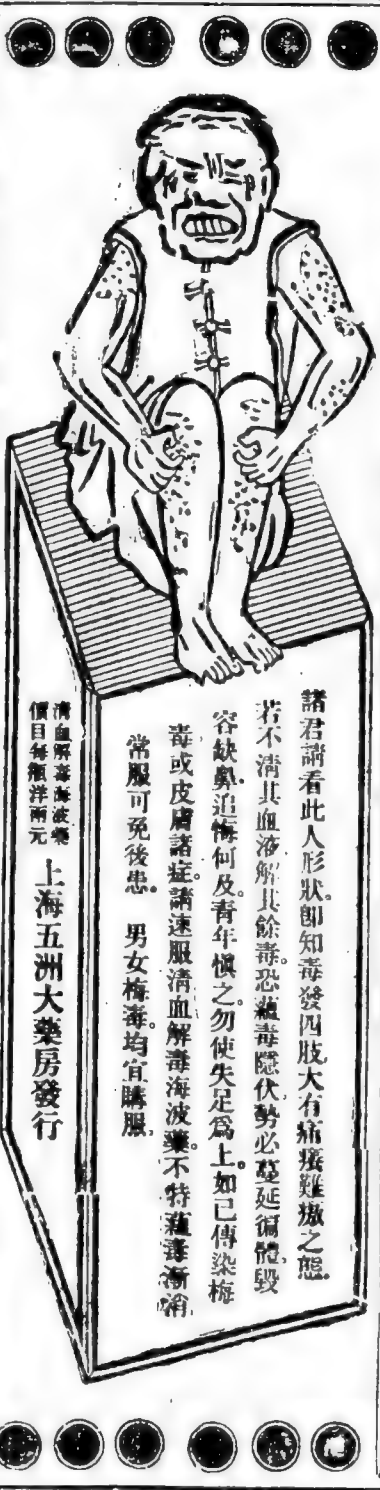 諸君請看此人形狀。卽知毒發四肢大有痛癢難撤之態。
若不清其血液解其餘毒。恐蘊毒隱伏勢必蔓延徧體。毀
容缺鼻。追悔何及。青年愼之。勿使失足爲上。如已傳染梅
毒或皮膚諸症。請速服清血解毒海波藥。不特蘊毒漸消。
常服可免後患。 男女梅毒均宜購服。
清血解毒海波藥
價目每瓶洋兩元
上海五洲大藥房發行